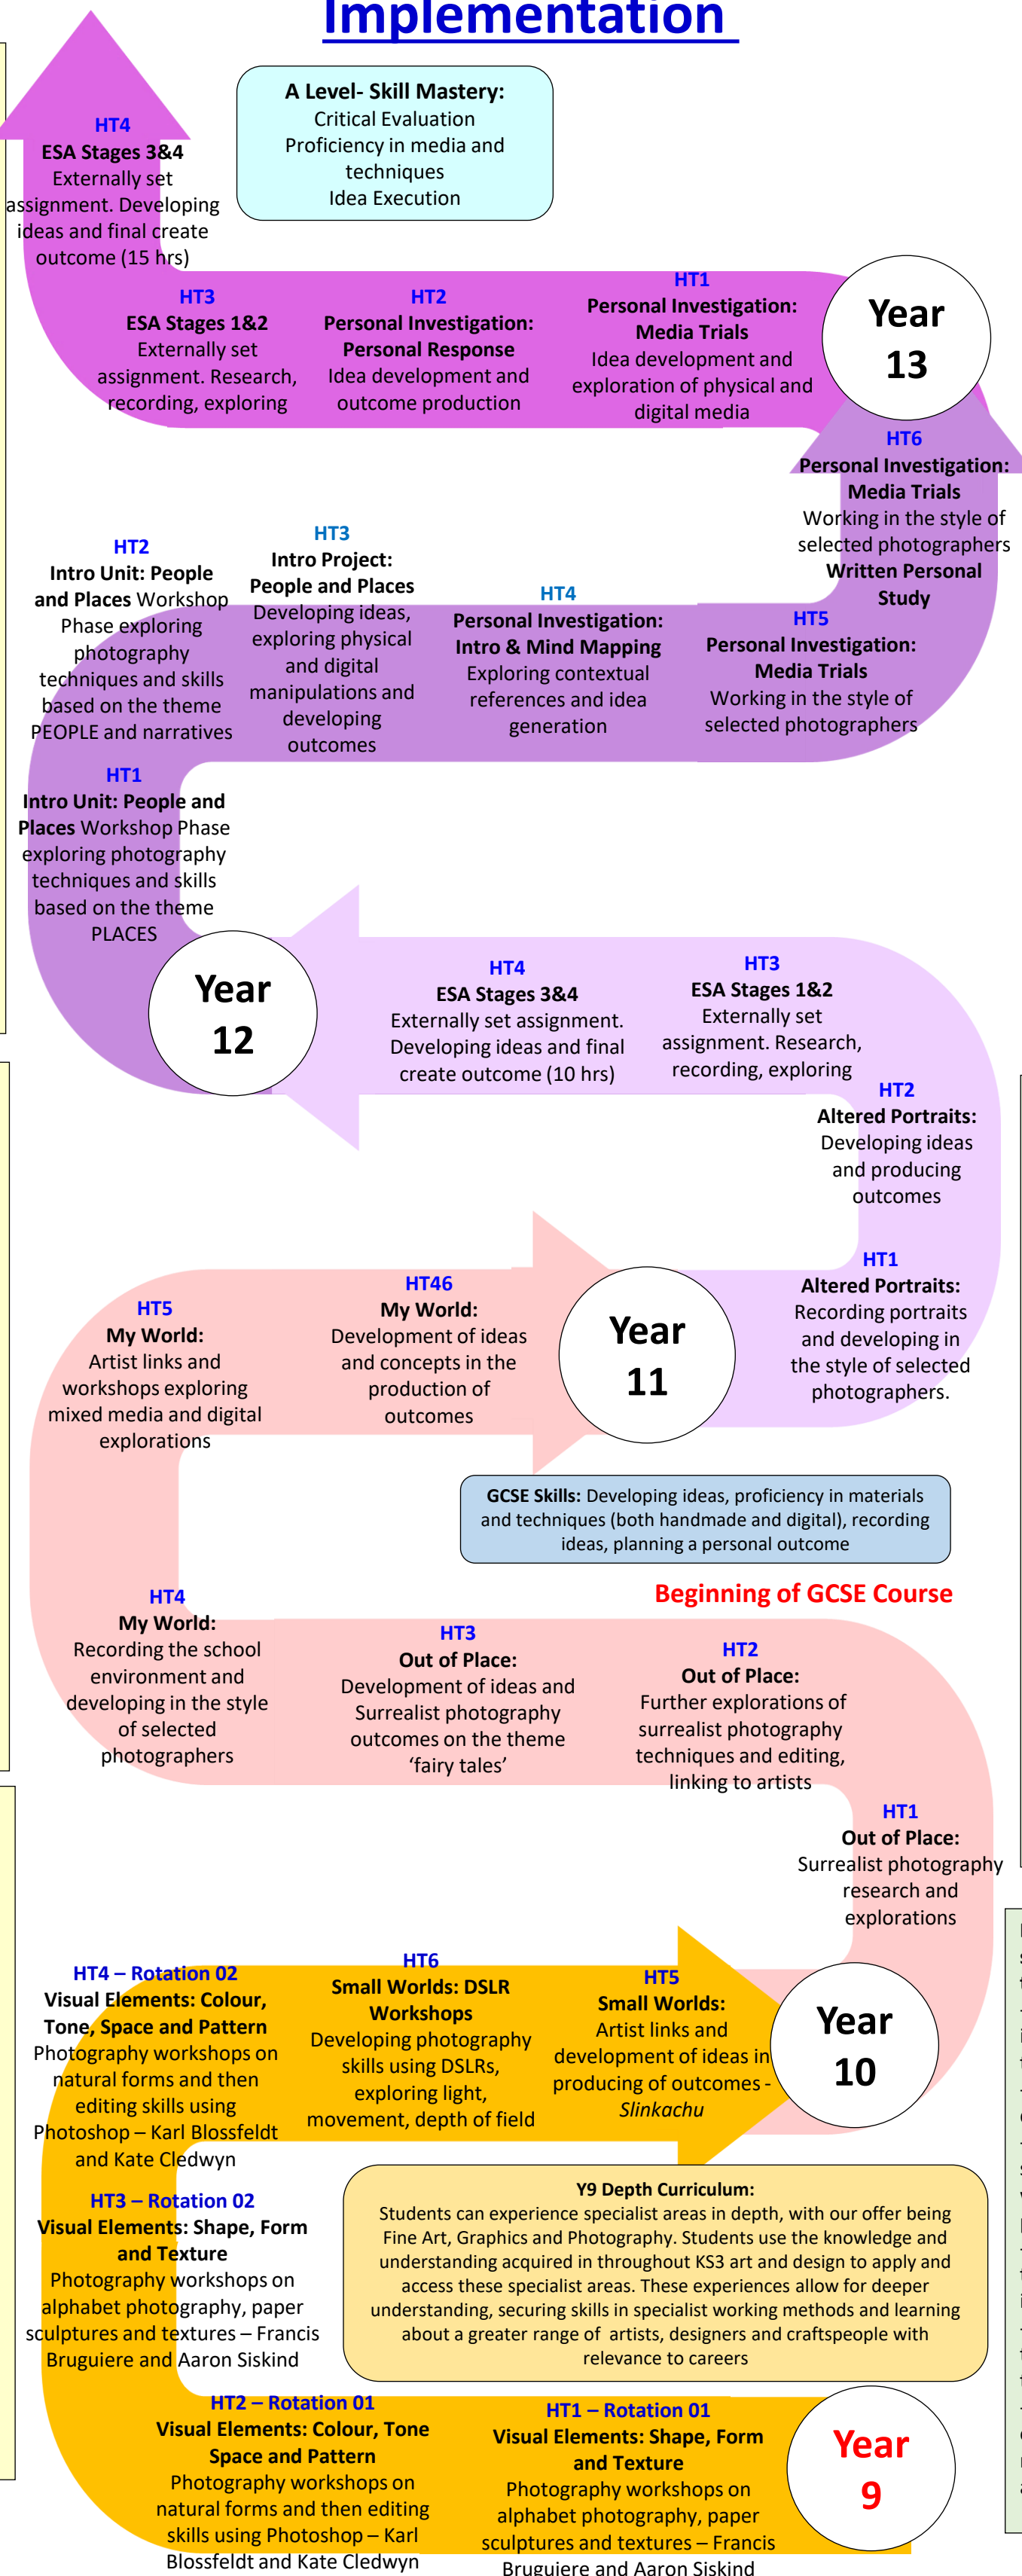 Implementation
A Level- Skill Mastery:
Critical Evaluation
Proficiency in media and
techniques
Idea Execution
HT4
ESA Stages 3&4
Externally set
assignment. Developing
ideas and final create
outcome (15 hrs)
HT3
ESA Stages 1&2
Externally set
assignment. Research,
recording, exploring
HT2
Personal Investigation:
Personal Response
Idea development and
outcome production
HT1
Personal Investigation:
Media Trials
Idea development and
exploration of physical and
digital media
Year
13
HT6
Personal Investigation:
Media Trials
Working in the style of
selected photographers
Written Personal
Study
HT2
Intro Unit: People
and Places Workshop
Phase exploring
photography
techniques and skills
based on the theme
PEOPLE and narratives
HT3
Intro Project:
People and Places
Developing ideas,
exploring physical
and digital
manipulations and
developing
outcomes
HT4
Personal Investigation:
Intro & Mind Mapping
Exploring contextual
references and idea
generation
HT5
Personal Investigation:
Media Trials
Working in the style of
selected photographers
HT1
Intro Unit: People and
Places Workshop Phase
exploring photography
techniques and skills
based on the theme
PLACES
Year
12
HT4
ESA Stages 3&4
Externally set assignment.
Developing ideas and final
create outcome (10 hrs)
HT3
ESA Stages 1&2
Externally set
assignment. Research,
recording, exploring
HT2
Altered Portraits:
Developing ideas
and producing
outcomes
HT1
Altered Portraits:
Recording portraits
and developing in
the style of selected
photographers.
HT5
My World:
Artist links and
workshops exploring
mixed media and digital
explorations
HT46
My World:
Development of ideas
and concepts in the
production of
outcomes
Year
11
GCSE Skills: Developing ideas, proficiency in materials
and techniques (both handmade and digital), recording
ideas, planning a personal outcome
Beginning of GCSE Course
HT4
My World:
Recording the school
environment and
developing in the style
of selected
photographers
HT3
Out of Place:
Development of ideas and
Surrealist photography
outcomes on the theme
‘fairy tales’
HT2
Out of Place:
Further explorations of
surrealist photography
techniques and editing,
linking to artists
HT1
Out of Place:
Surrealist photography
research and
explorations
HT4 – Rotation 02
Visual Elements: Colour,
Tone, Space and Pattern
Photography workshops on
natural forms and then
editing skills using
Photoshop – Karl Blossfeldt
and Kate Cledwyn
HT6
Small Worlds: DSLR
Workshops
Developing photography
skills using DSLRs,
exploring light,
movement, depth of field
HT5
Small Worlds:
Artist links and
development of ideas in
producing of outcomes -
Slinkachu
Year
10
HT3 – Rotation 02
Visual Elements: Shape, Form
and Texture
Photography workshops on
alphabet photography, paper
sculptures and textures – Francis
Bruguiere and Aaron Siskind
Y9 Depth Curriculum:
Students can experience specialist areas in depth, with our offer being
Fine Art, Graphics and Photography. Students use the knowledge and
understanding acquired in throughout KS3 art and design to apply and
access these specialist areas. These experiences allow for deeper
understanding, securing skills in specialist working methods and learning
about a greater range of artists, designers and craftspeople with
relevance to careers
HT2 – Rotation 01
Visual Elements: Colour, Tone
Space and Pattern
Photography workshops on
natural forms and then editing
skills using Photoshop – Karl
Blossfeldt and Kate Cledwyn
HT1 – Rotation 01
Visual Elements: Shape, Form
and Texture
Photography workshops on
alphabet photography, paper
sculptures and textures – Francis
Bruguiere and Aaron Siskind
Year
9